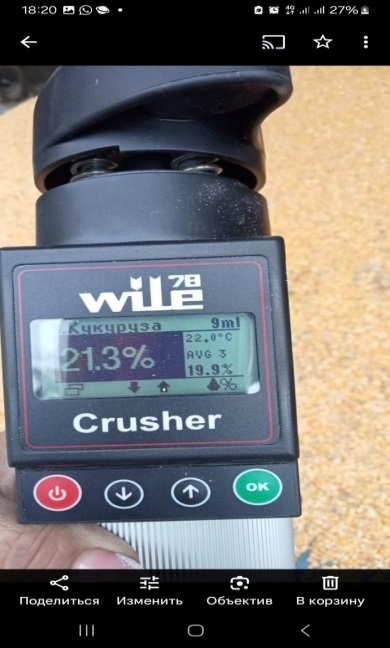 18:20
4G
27%
wile 78
Кукуруза 9ml
21.3%
22.0°C
AVG 3
19.9%
%
Crusher
OK
Поделиться Изменить Объектив В корзину